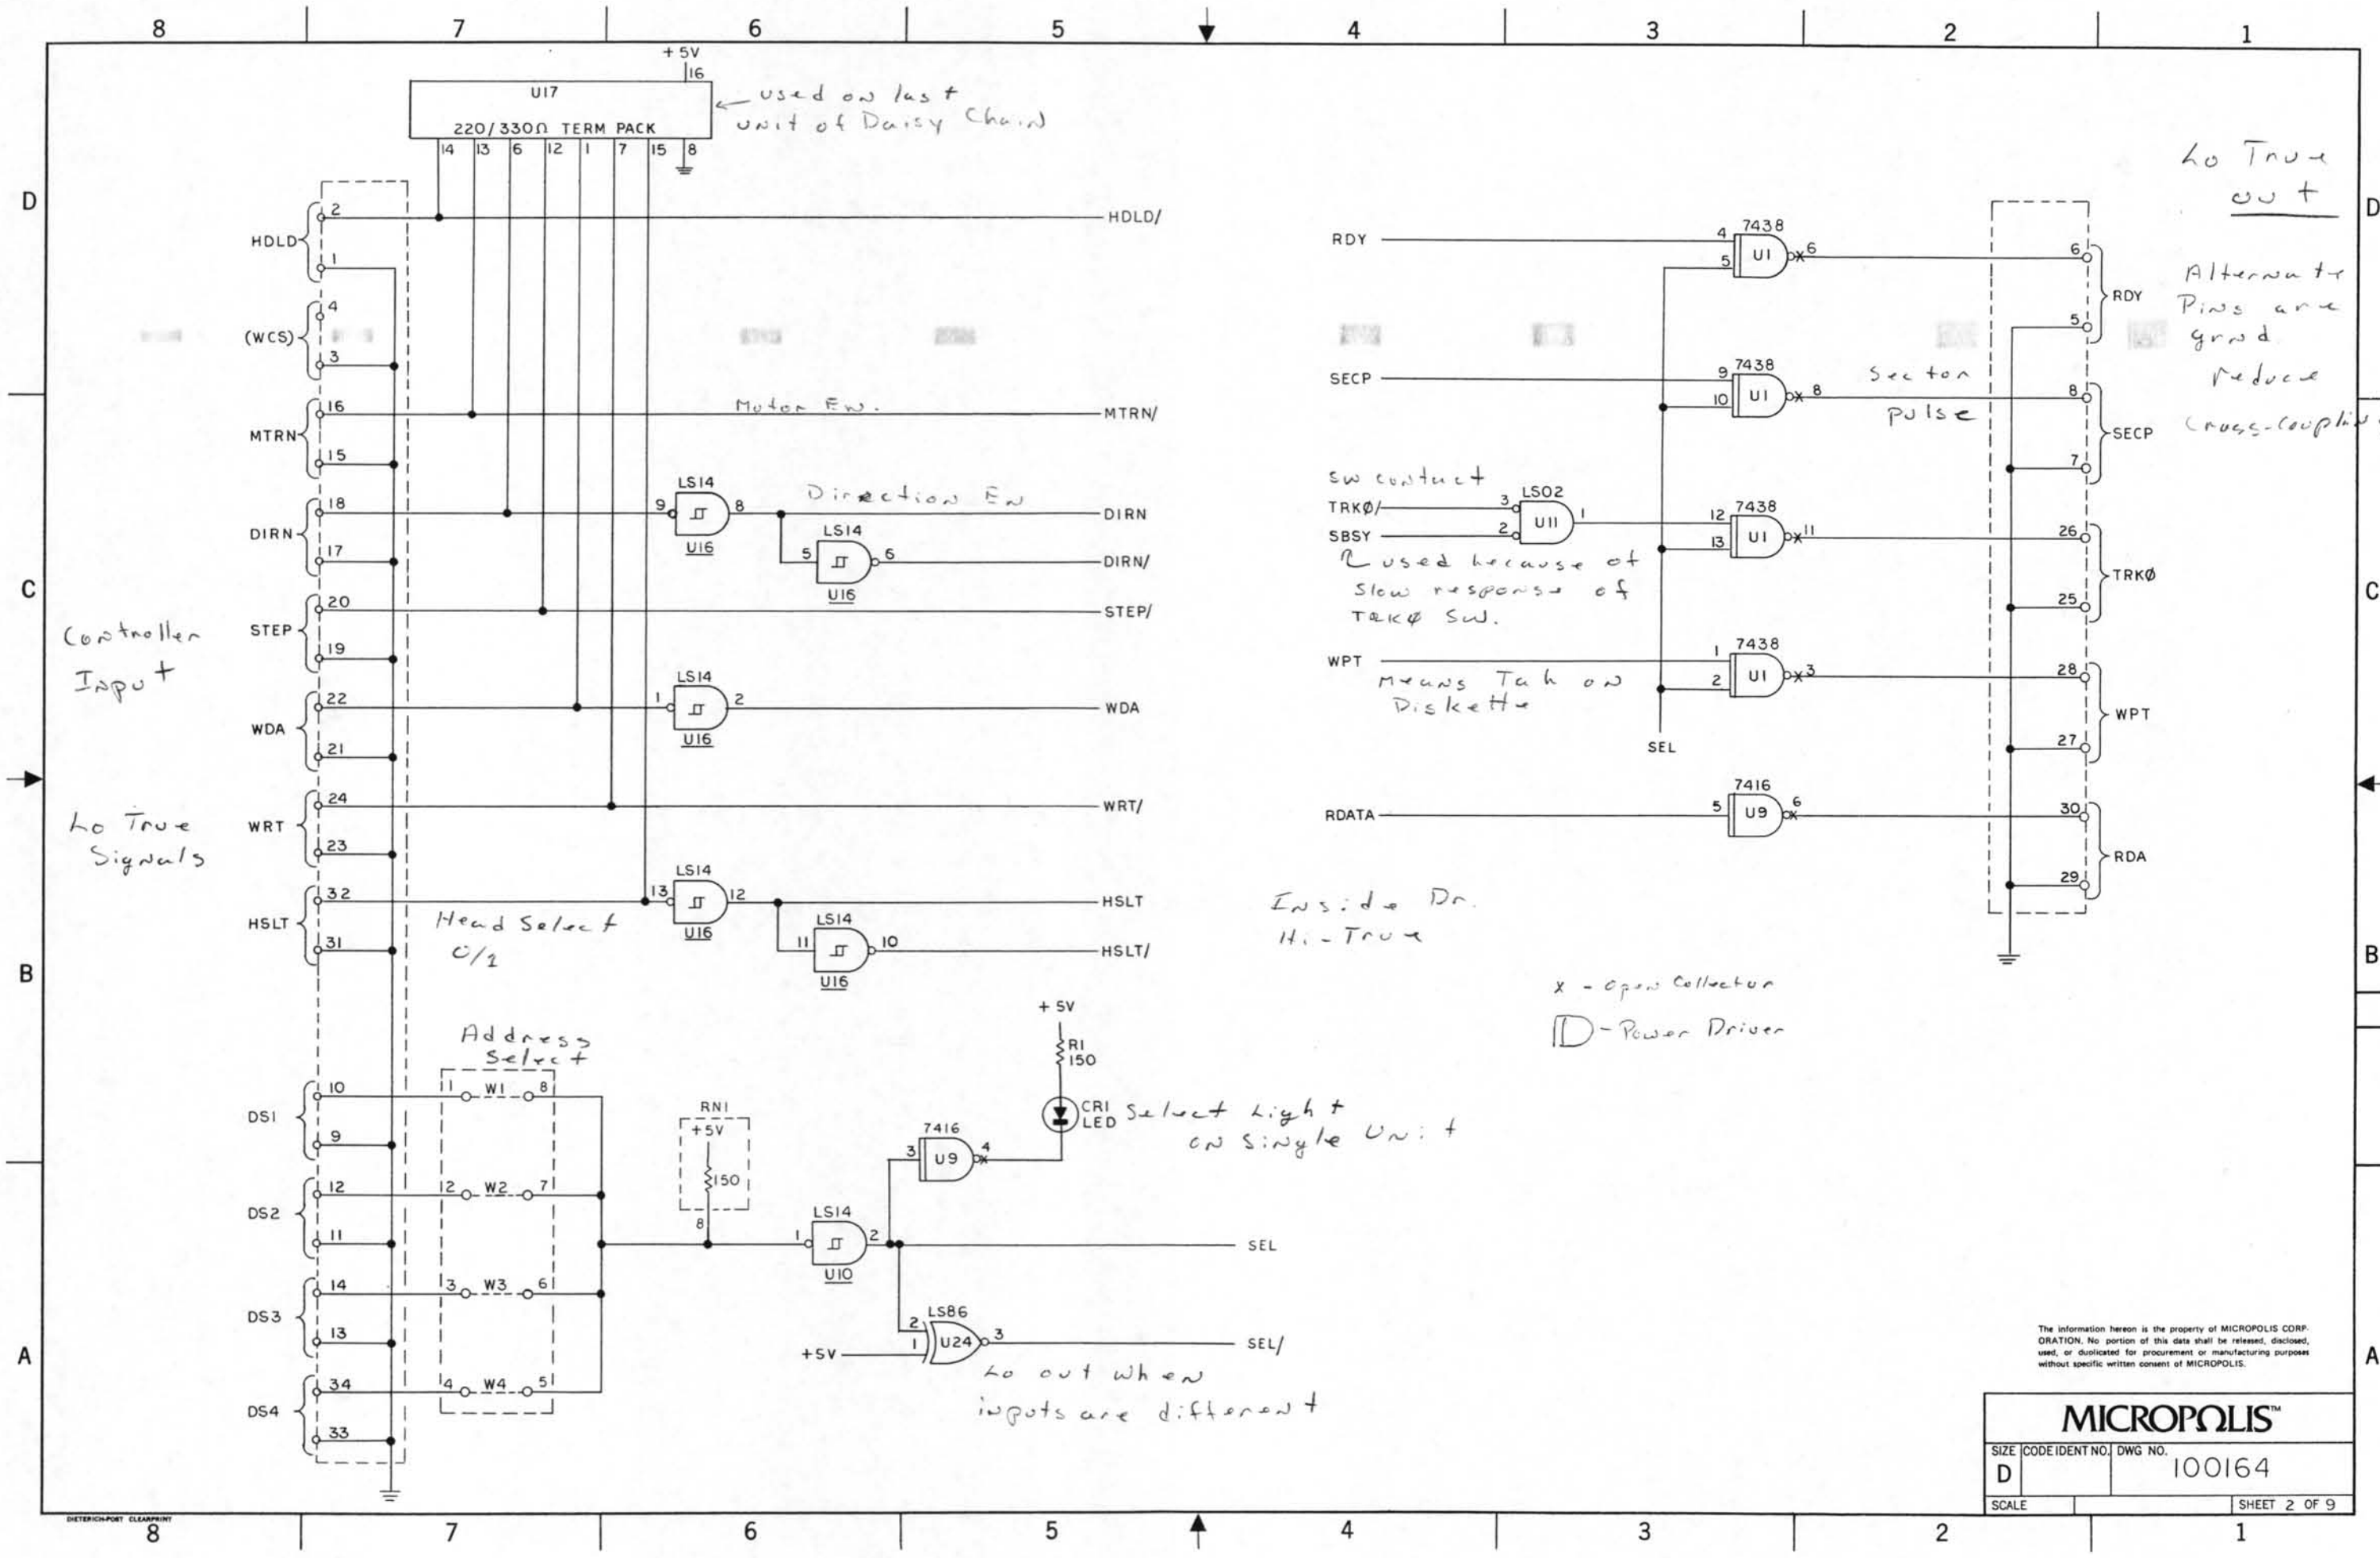 8 7 6 5 4 3 2 1
+5V
16
U17
220/330Ω TERM PACK
14 13 6 12 1 7 15 8
used on last
unit of Daisy Chain
D
D
HDLD
2
1
HDLD/
(WCS)
4
3
MTRN
16
15
Motor En.
MTRN/
DIRN
18
17
9 LS14 8
U16
Direction En
DIRN
5 LS14 6
U16
DIRN/
C
C
STEP
20
19
STEP/
Controller
Input
WDA
22
21
1 LS14 2
U16
WDA
Lo True
Signals
WRT
24
23
WRT/
HSLT
32
31
Head Select
0/1
13 LS14 12
U16
HSLT
11 LS14 10
U16
HSLT/
B
B
Address
Select
DS1
10
9
1 W1 8
DS2
12
11
2 W2 7
DS3
14
13
3 W3 6
DS4
34
33
4 W4 5
RN1
+5V
150
8
1 LS14 2
U10
7416
3 U9 4
+5V
R1
150
CR1
LED
Select Light
on Single Unit
SEL
LS86
2
1 U24 3
+5V
SEL/
Lo out when
inputs are different
A
A
Lo True
out
RDY
4 7438
5 U1 6
6
5
RDY
Alternate
Pins are
grnd.
reduce
Cross-Coupling
SECP
9 7438
10 U1 8
Sector
pulse
8
7
SECP
SW contact
TRKØ/
SBSY
3 LS02
2 U11 1
12 7438
13 U1 11
26
25
TRKØ
used because of
slow response of
TRKØ SW.
WPT
1 7438
2 U1 3
28
27
WPT
Means Tab on
Diskette
SEL
RDATA
7416
5 U9 6
30
29
RDA
Inside Dr.
Hi-True
x - Open Collector
D - Power Driver
The information hereon is the property of MICROPOLIS CORP-
ORATION. No portion of this data shall be released, disclosed,
used, or duplicated for procurement or manufacturing purposes
without specific written consent of MICROPOLIS.
MICROPOLIS™
SIZE CODE IDENT NO. DWG NO.
D 100164
SCALE SHEET 2 OF 9
DIETERICH-POST CLEARPRINT
8 7 6 5 4 3 2 1